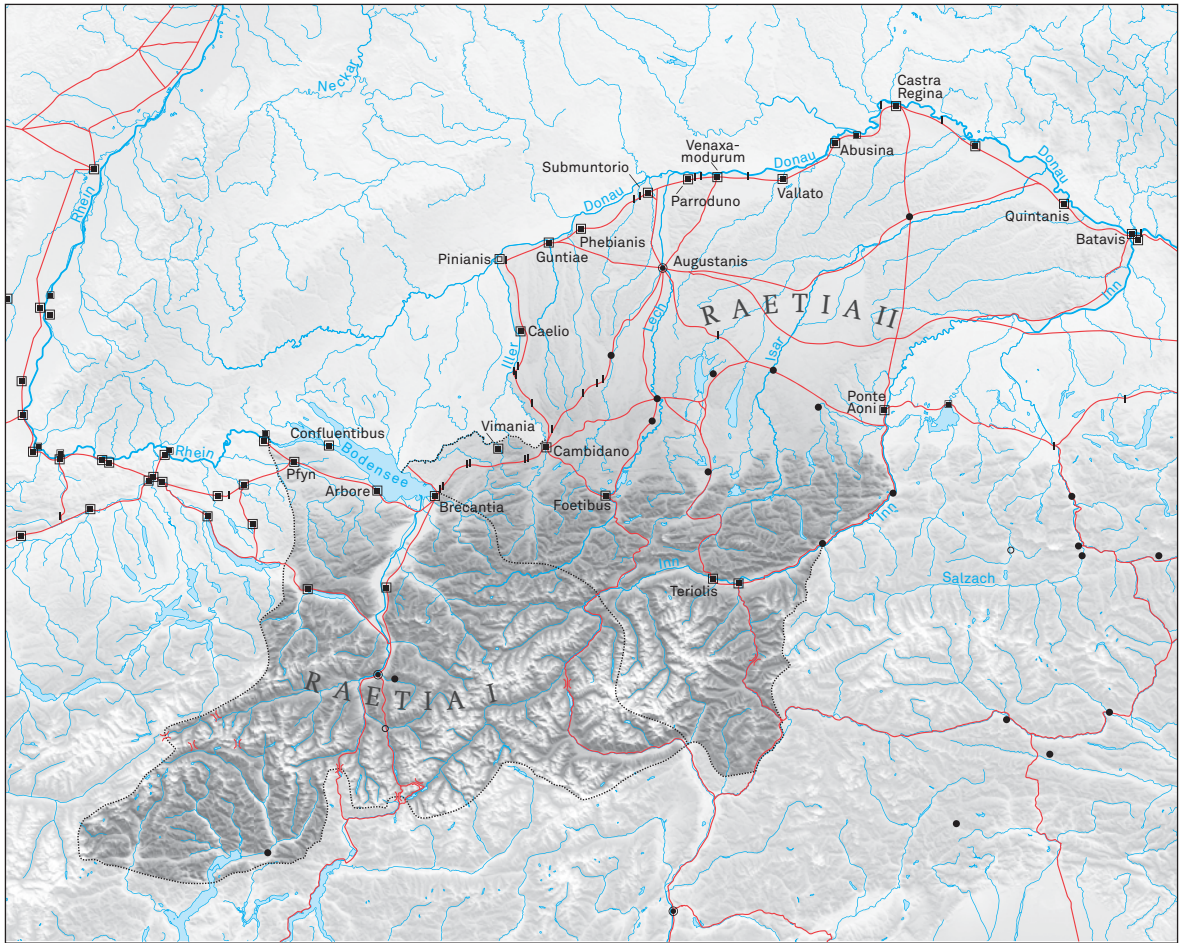 Neckar
Castra
Regina
Rhein
Submuntorio
Venaxa-
modurum
Donau
Abusina
Donau
Donau
Parroduno
Vallato
Quintanis
Phebianis
Guntiae
Batavis
Pinianis
Augustanis
Inn
RAETIA II
Lech
Caelio
Iller
Isar
Ponte
Aoni
Vimania
Confluentibus
Bodensee
Rhein
Cambidano
Pfyn
Arbore
Brecantia
Foetibus
Inn
Inn
Teriolis
Salzach
RAETIA I